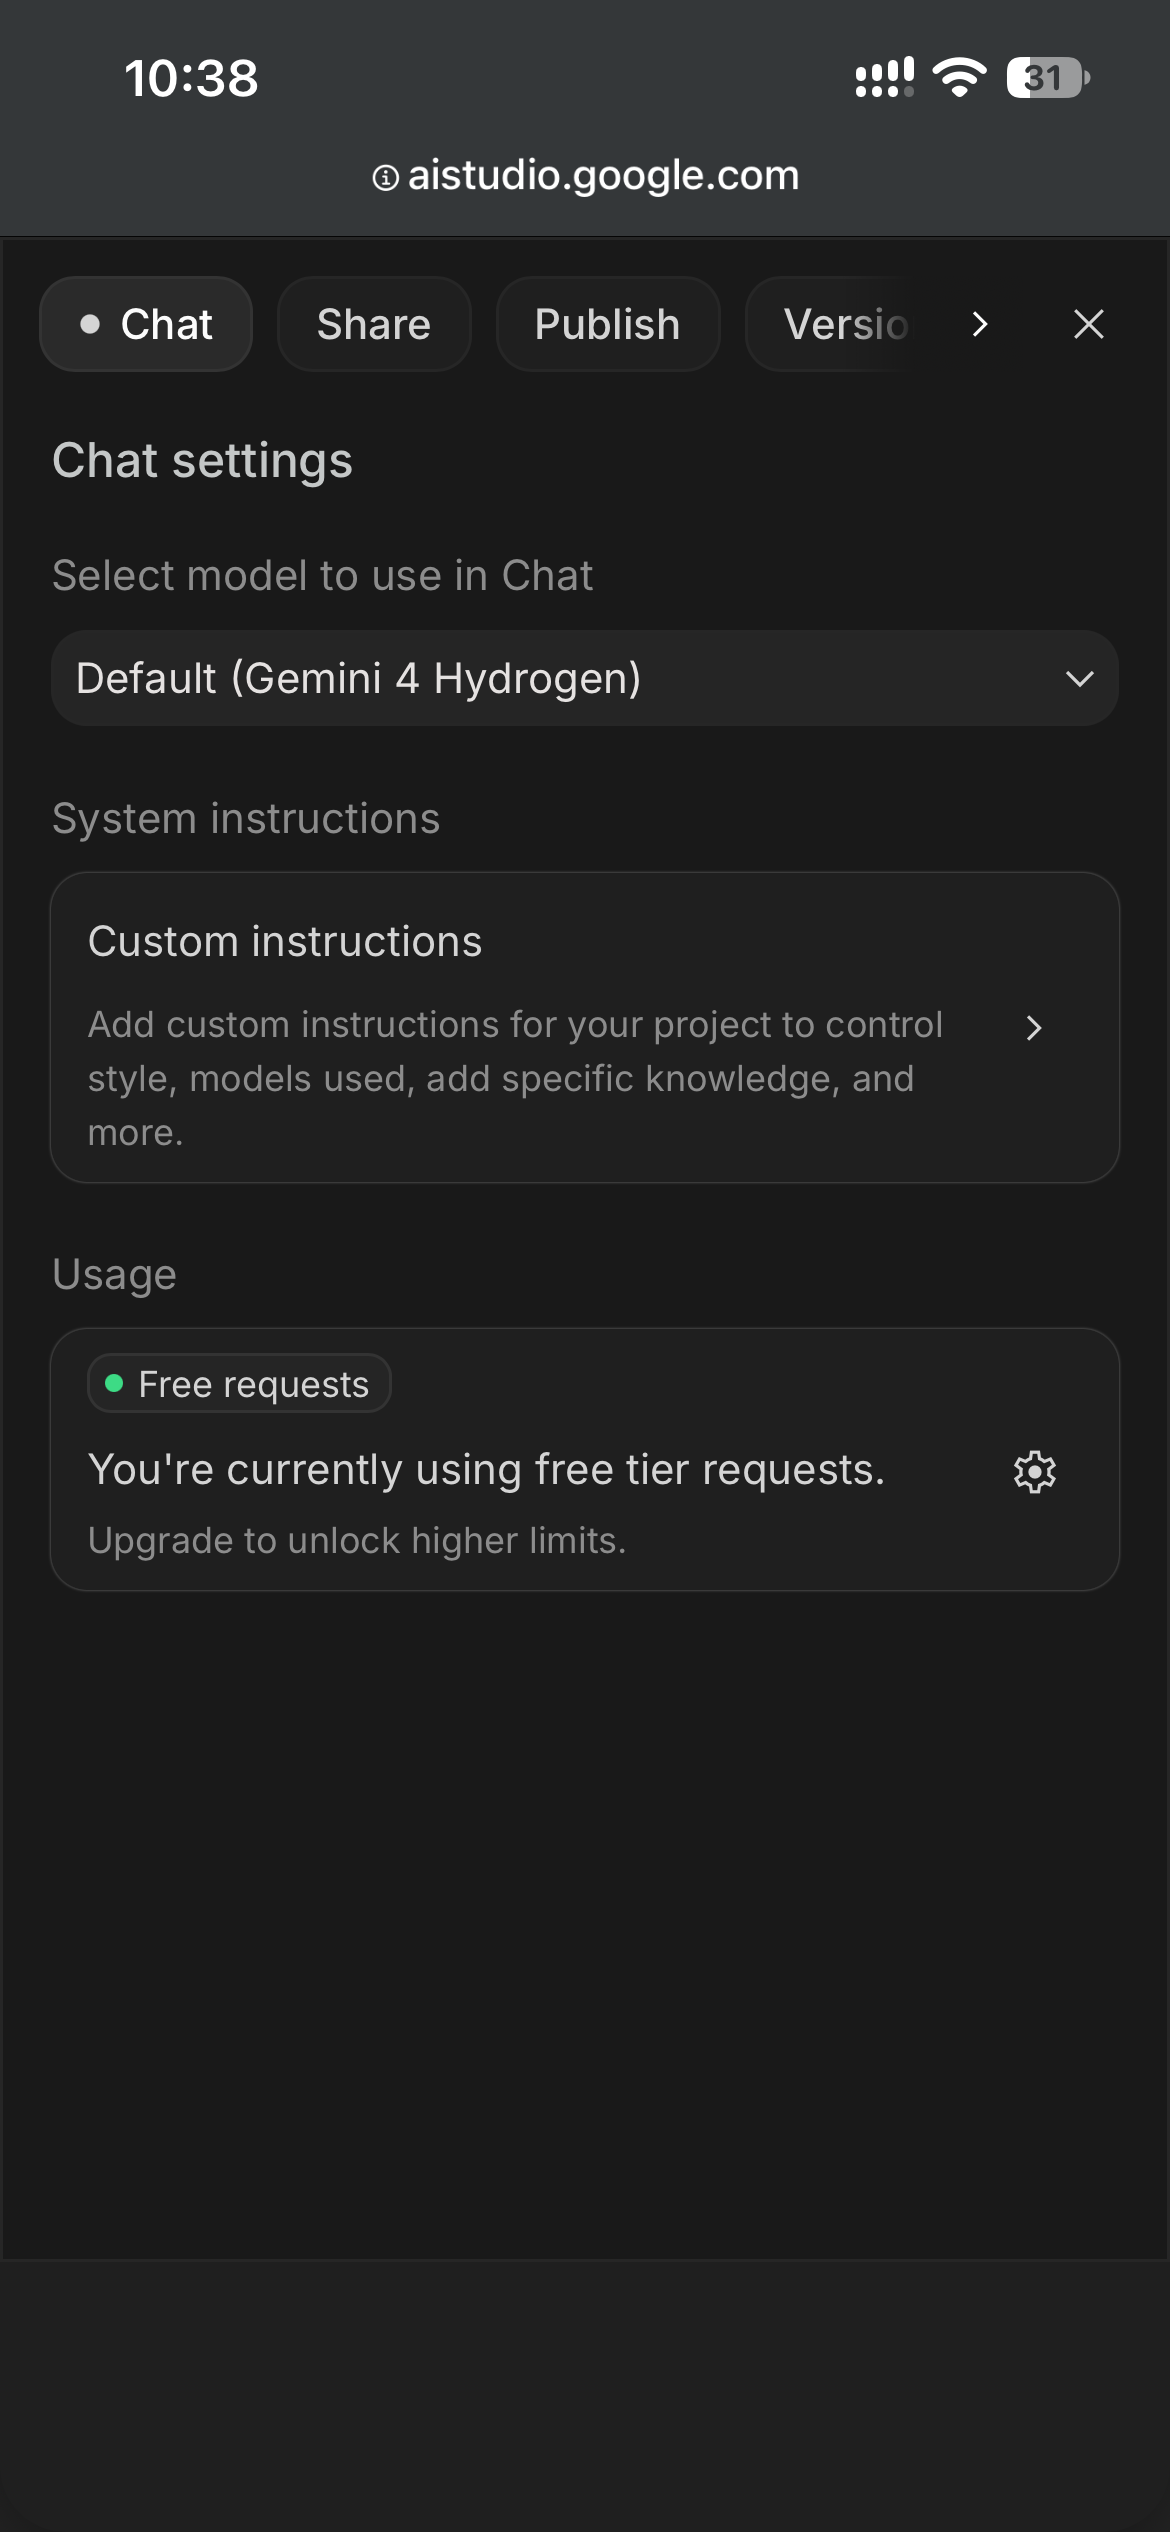 10:38
31
aistudio.google.com
Chat
Share
Publish
Versio
Chat settings
Select model to use in Chat
Default (Gemini 4 Hydrogen)
System instructions
Custom instructions
Add custom instructions for your project to control
style, models used, add specific knowledge, and
more.
Usage
Free requests
You're currently using free tier requests.
Upgrade to unlock higher limits.